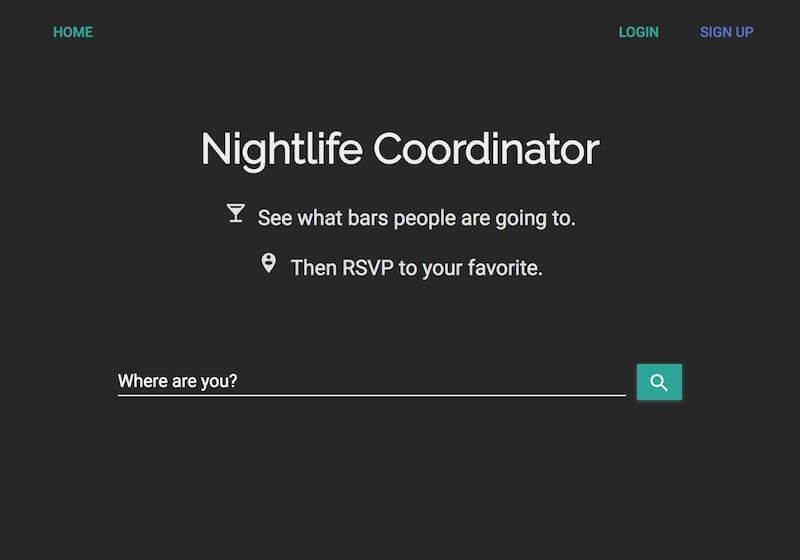 HOME LOGIN SIGN UP
Nightlife Coordinator
See what bars people are going to.
Then RSVP to your favorite.
Where are you?